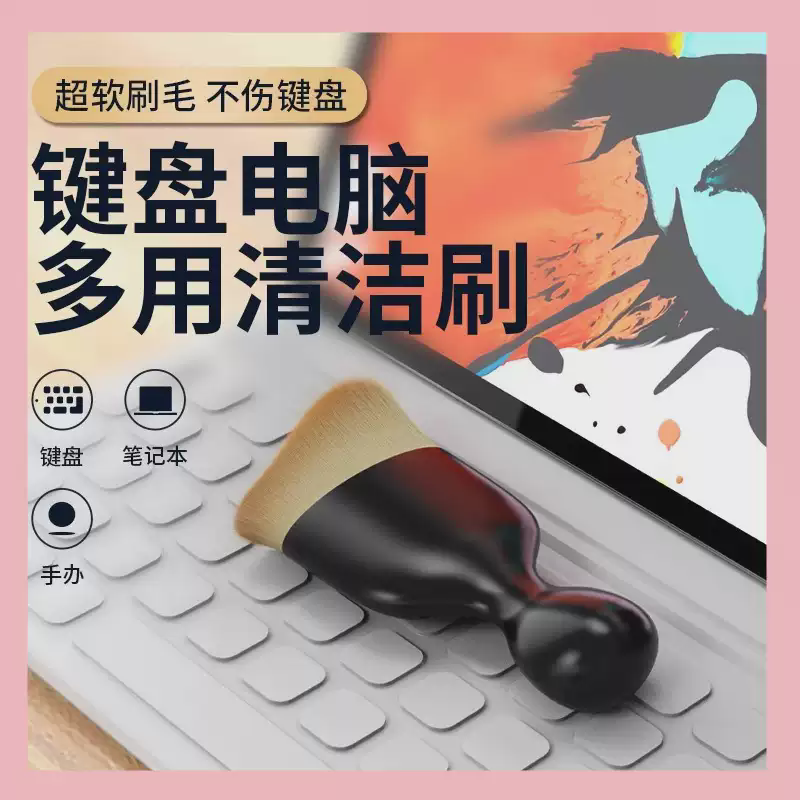 超软刷毛 不伤键盘
键盘电脑
多用清洁刷
键盘 笔记本
手办